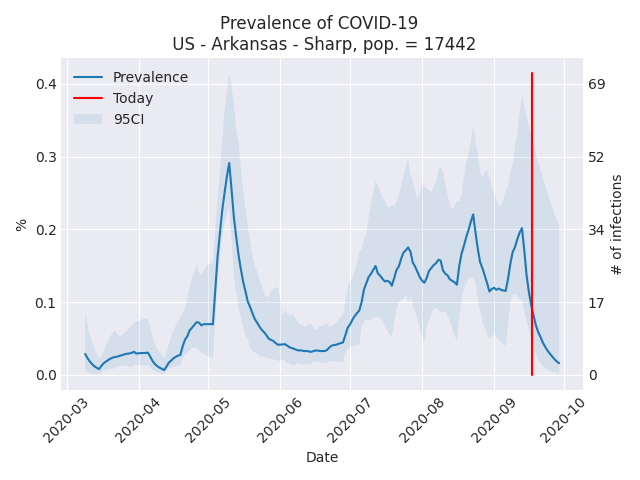 Prevalence of COVID-19
US - Arkansas - Sharp, pop. = 17442
Prevalence
Today
95CI
0.4
0.3
0.2
0.1
0.0
%
69
52
34
17
0
# of infections
2020-03
2020-04
2020-05
2020-06
2020-07
2020-08
2020-09
2020-10
Date